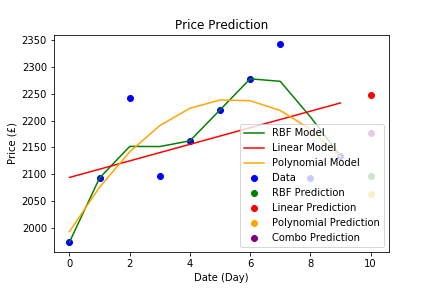 Price Prediction
2350
2300
2250
2200
2150
2100
2050
2000
Price (£)
RBF Model
Linear Model
Polynomial Model
Data
RBF Prediction
Linear Prediction
Polynomial Prediction
Combo Prediction
0 2 4 6 8 10
Date (Day)